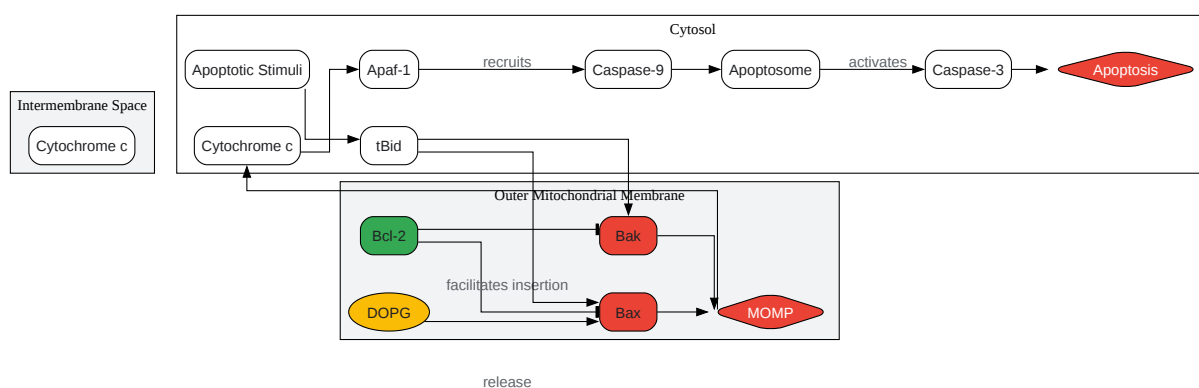 Cytosol
Apoptotic Stimuli
Apaf-1
recruits
Caspase-9
Apoptosome
activates
Caspase-3
Apoptosis
Intermembrane Space
Cytochrome c
Cytochrome c
tBid
Outer Mitochondrial Membrane
Bcl-2
Bak
facilitates insertion
DOPG
Bax
MOMP
release